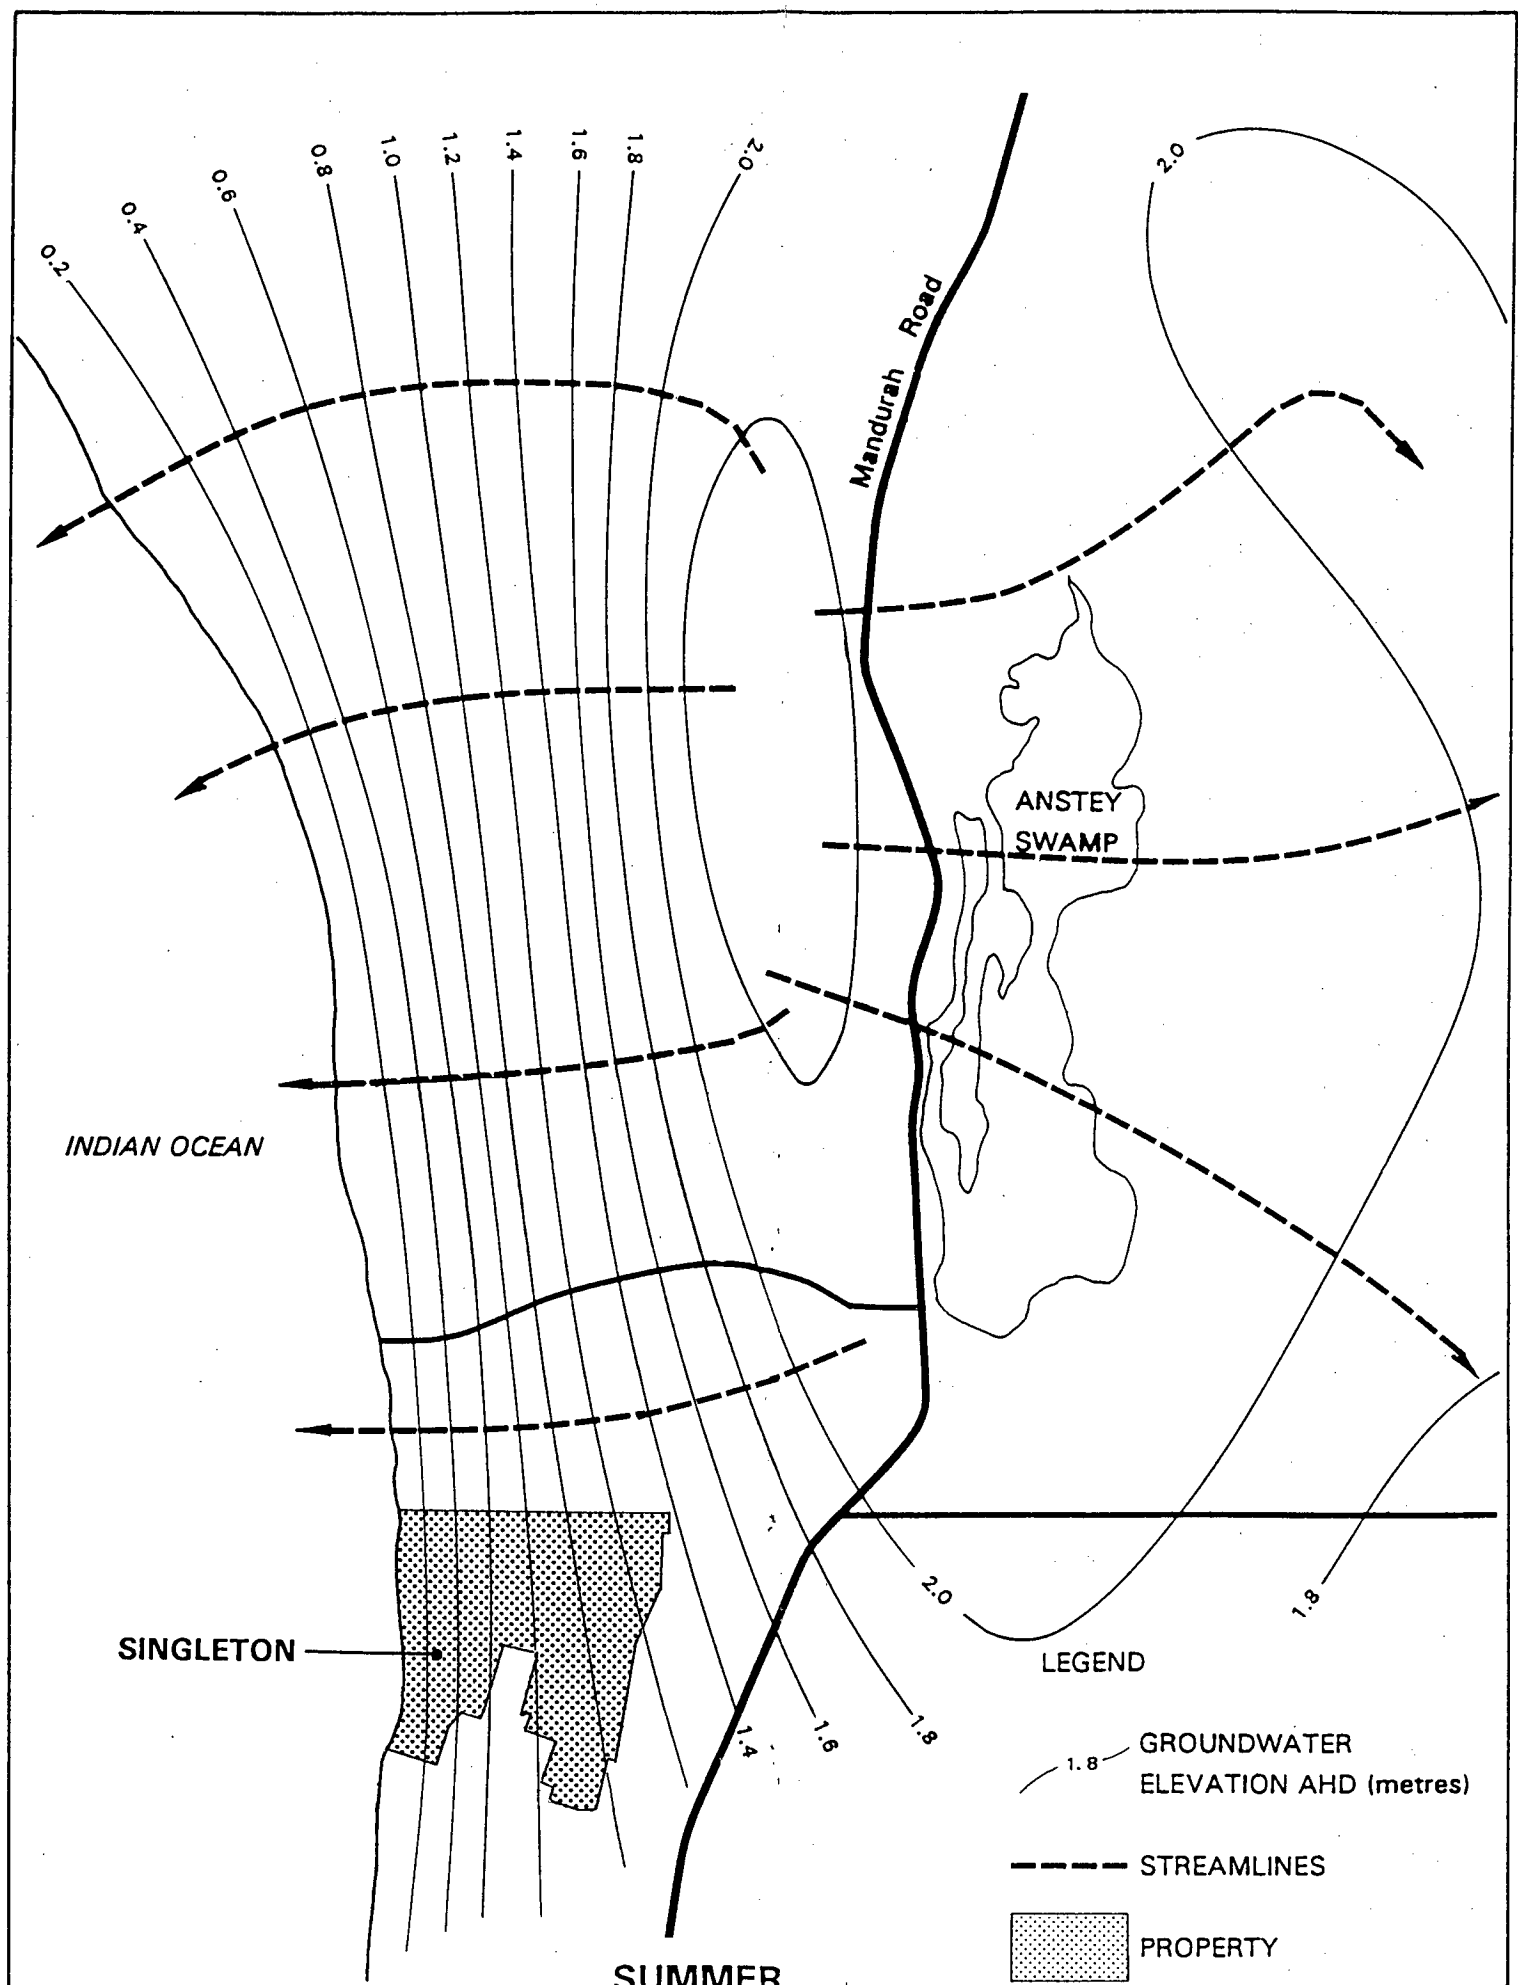 0.2
0.4
0.6
0.8
1.0
1.2
1.4
1.6
1.8
2.0
2.0
Mandurah Road
ANSTEY
SWAMP
INDIAN OCEAN
SINGLETON
2.0
1.8
1.4
1.6
1.8
LEGEND
1.8
GROUNDWATER
ELEVATION AHD (metres)
STREAMLINES
PROPERTY
SUMMER